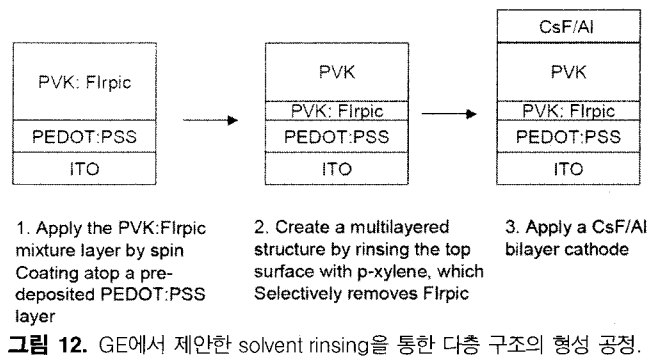 PVK: FIrpic
PEDOT:PSS
ITO
PVK
PVK: FIrpic
PEDOT:PSS
ITO
CsF/Al
PVK
PVK: FIrpic
PEDOT:PSS
ITO
1. Apply the PVK:FIrpic
mixture layer by spin
Coating atop a pre-
deposited PEDOT:PSS
layer
2. Create a multilayered
structure by rinsing the top
surface with p-xylene, which
Selectively removes FIrpic
3. Apply a CsF/Al
bilayer cathode
그림 12. GE에서 제안한 solvent rinsing을 통한 다층 구조의 형성 공정.